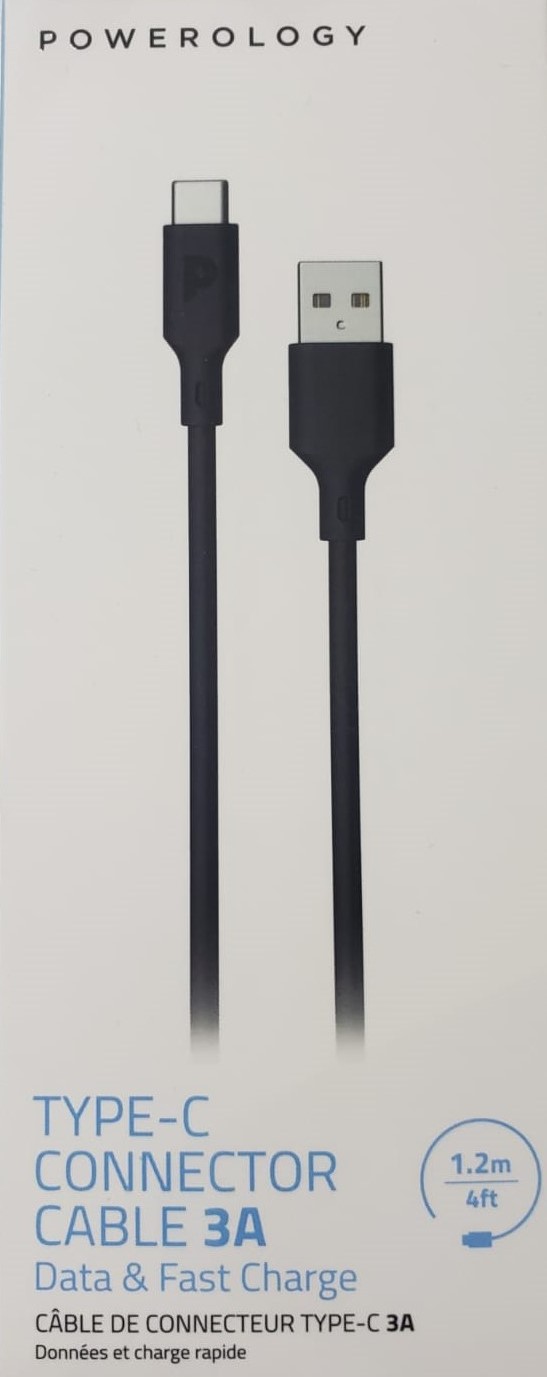 POWEROLOGY
P
C
TYPE-C
CONNECTOR
CABLE 3A
Data & Fast Charge
CÂBLE DE CONNECTEUR TYPE-C 3A
Données et charge rapide
1.2m
4ft